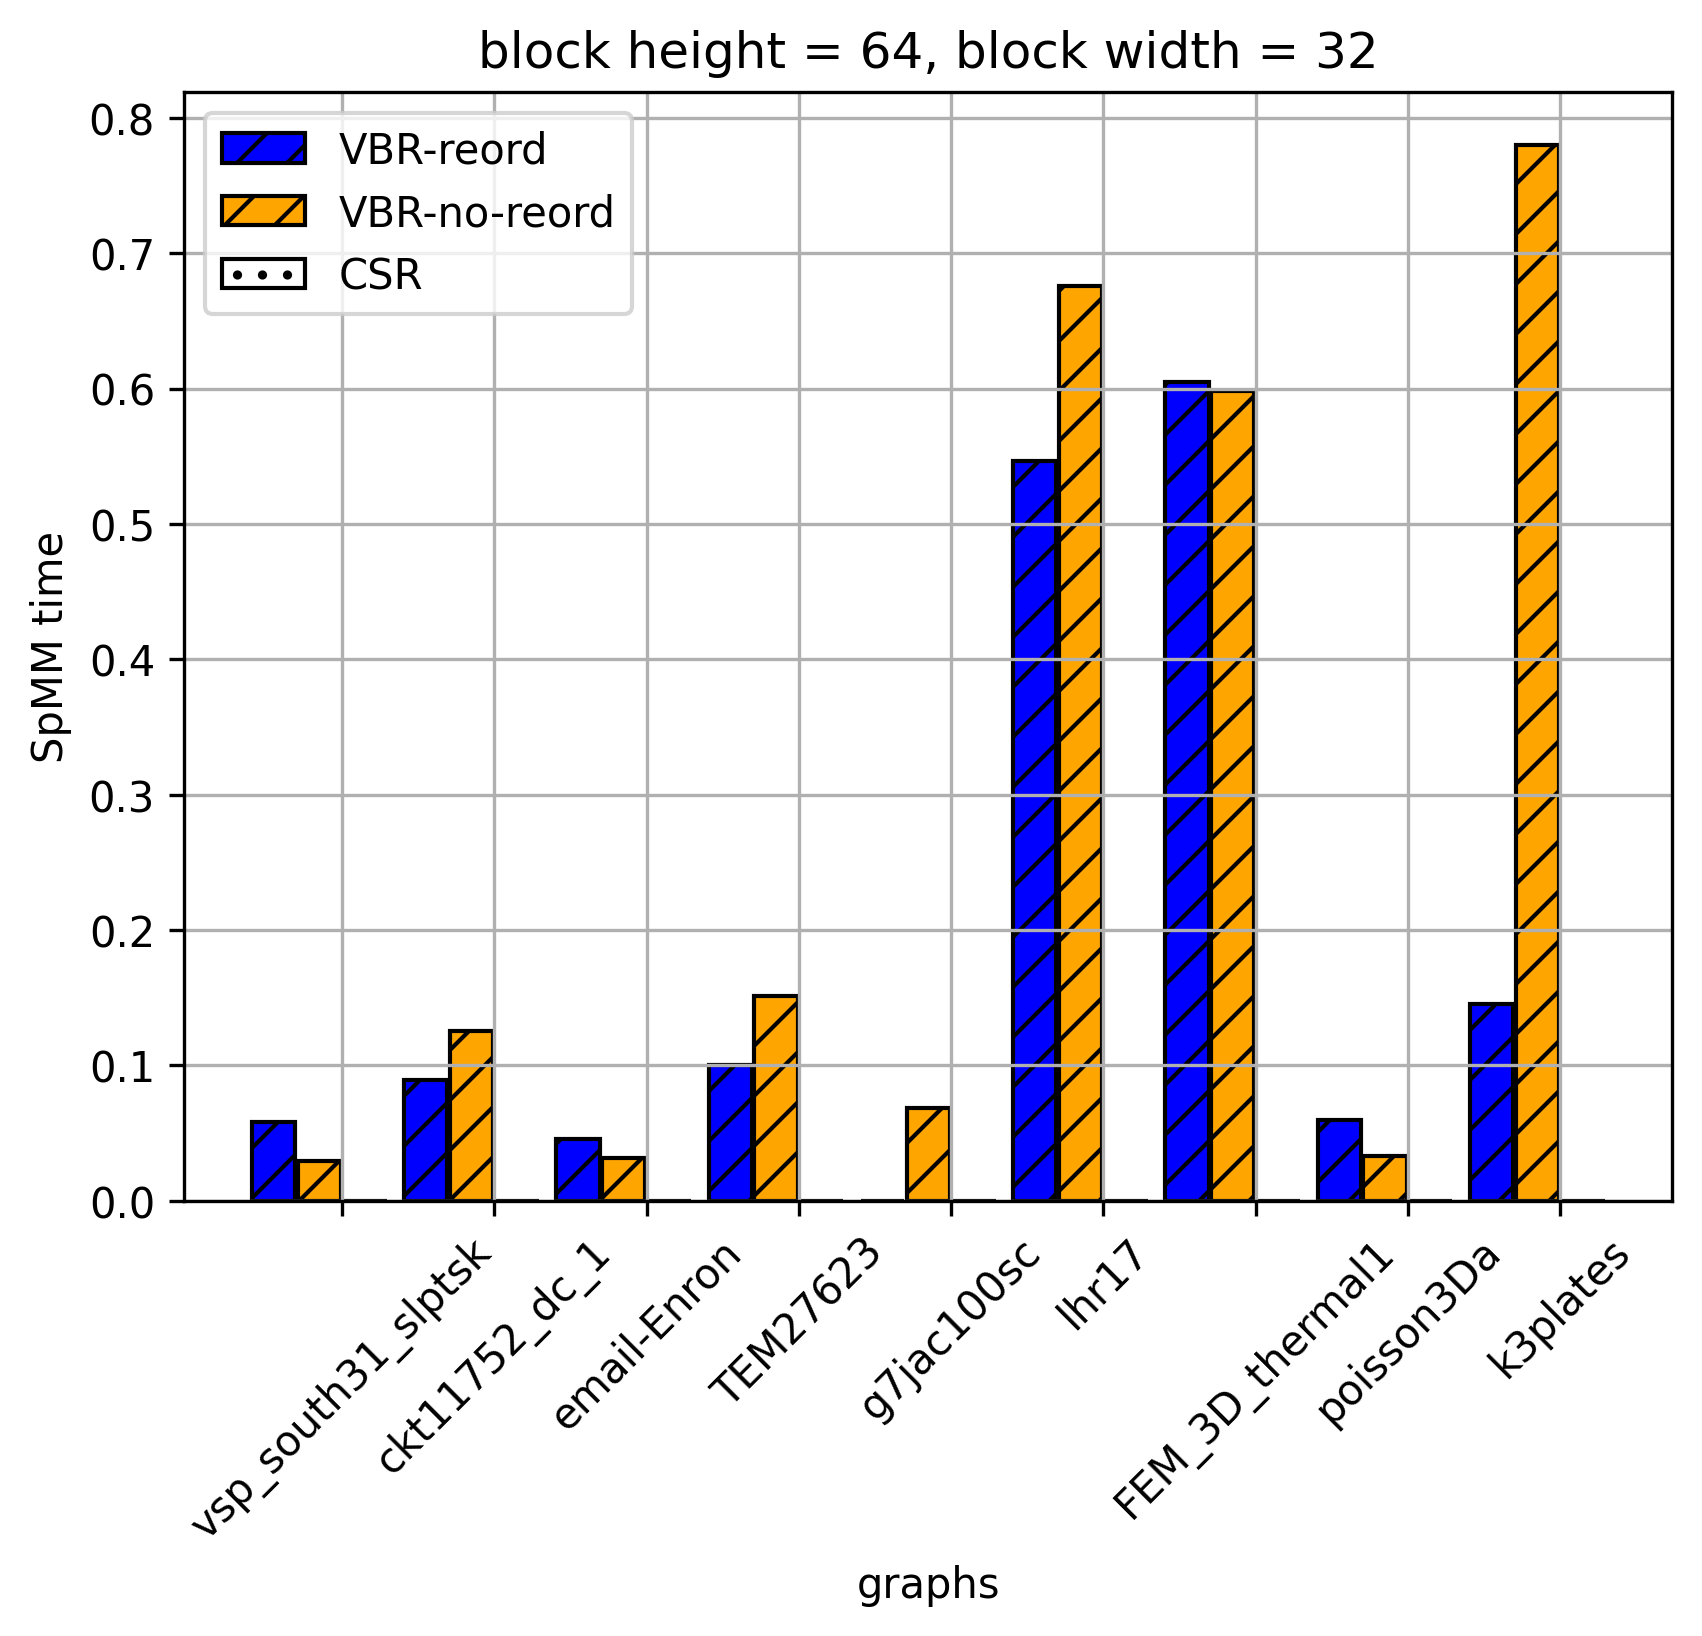 block height = 64, block width = 32
VBR-reord
VBR-no-reord
CSR
SpMM time
0.8
0.7
0.6
0.5
0.4
0.3
0.2
0.1
0.0
vsp_south31_slptsk
ckt11752_dc_1
email-Enron
TEM27623
g7jac100sc
lhr17
FEM_3D_thermal1
poisson3Da
k3plates
graphs